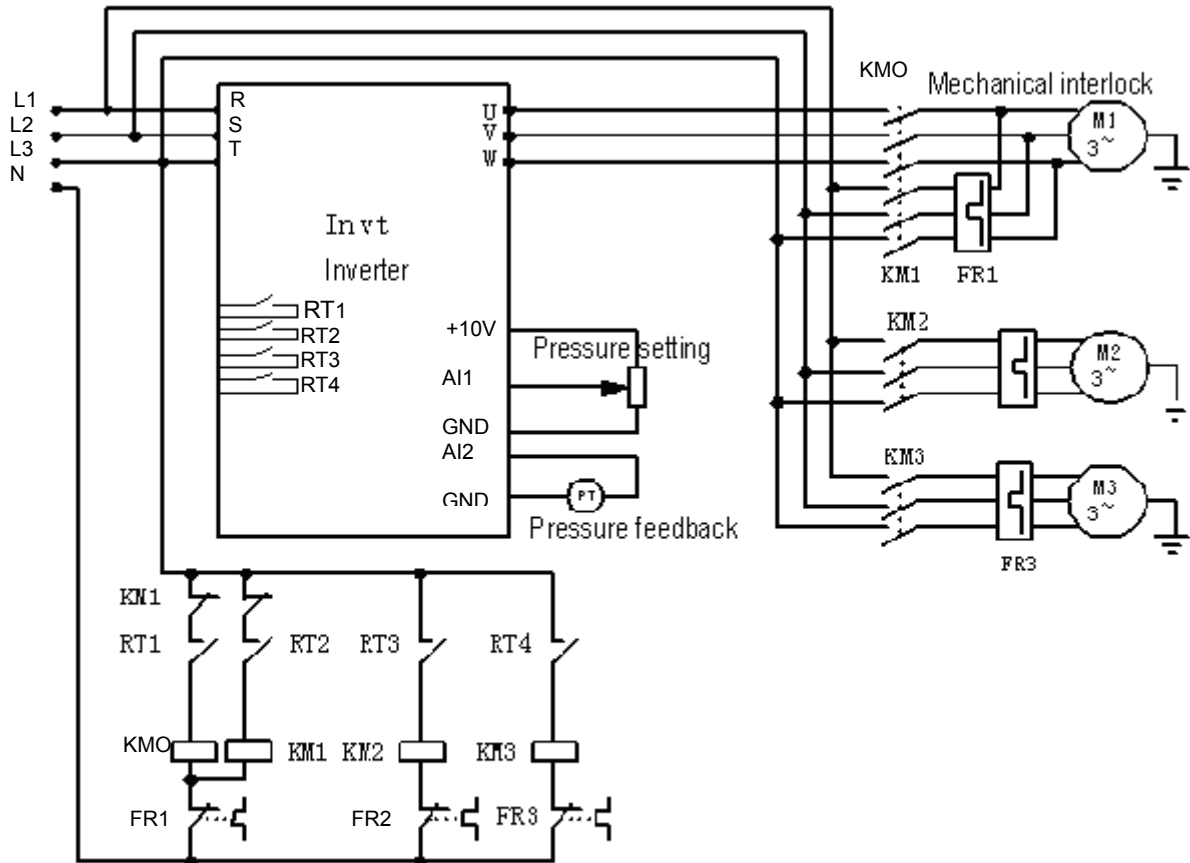 KMO
Mechanical interlock
L1
L2
L3
N
R
S
T
U
V
W
M1
3~
Invt
Inverter
KM1
FR1
RT1
RT2
RT3
RT4
+10V
Pressure setting
AI1
GND
AI2
GND
PT
Pressure feedback
KM2
M2
3~
KM3
M3
3~
FR3
KM1
RT1
RT2
RT3
RT4
KMO
KM1
KM2
KM3
FR1
FR2
FR3